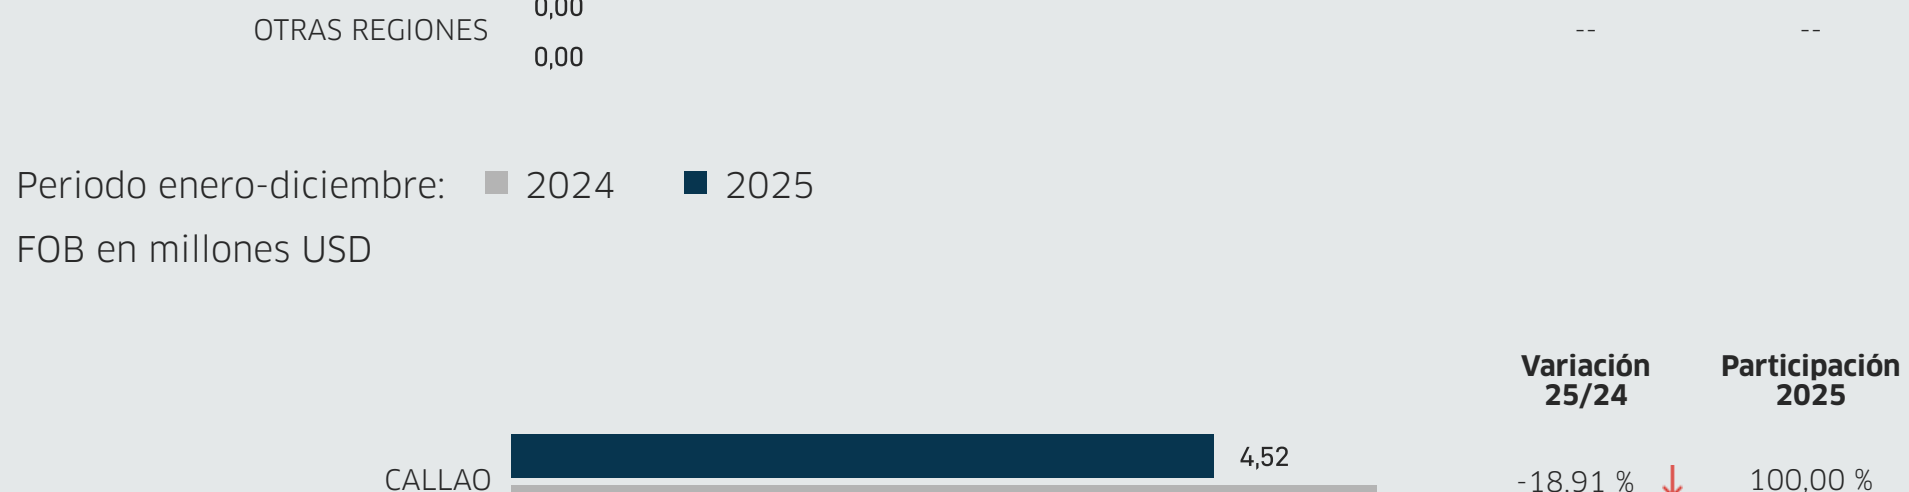 0,00
OTRAS REGIONES -- --
0,00
Periodo enero-diciembre: 2024 2025
FOB en millones USD
Variación Participación
25/24 2025
4,52
CALLAO -18,91 % 100,00 %